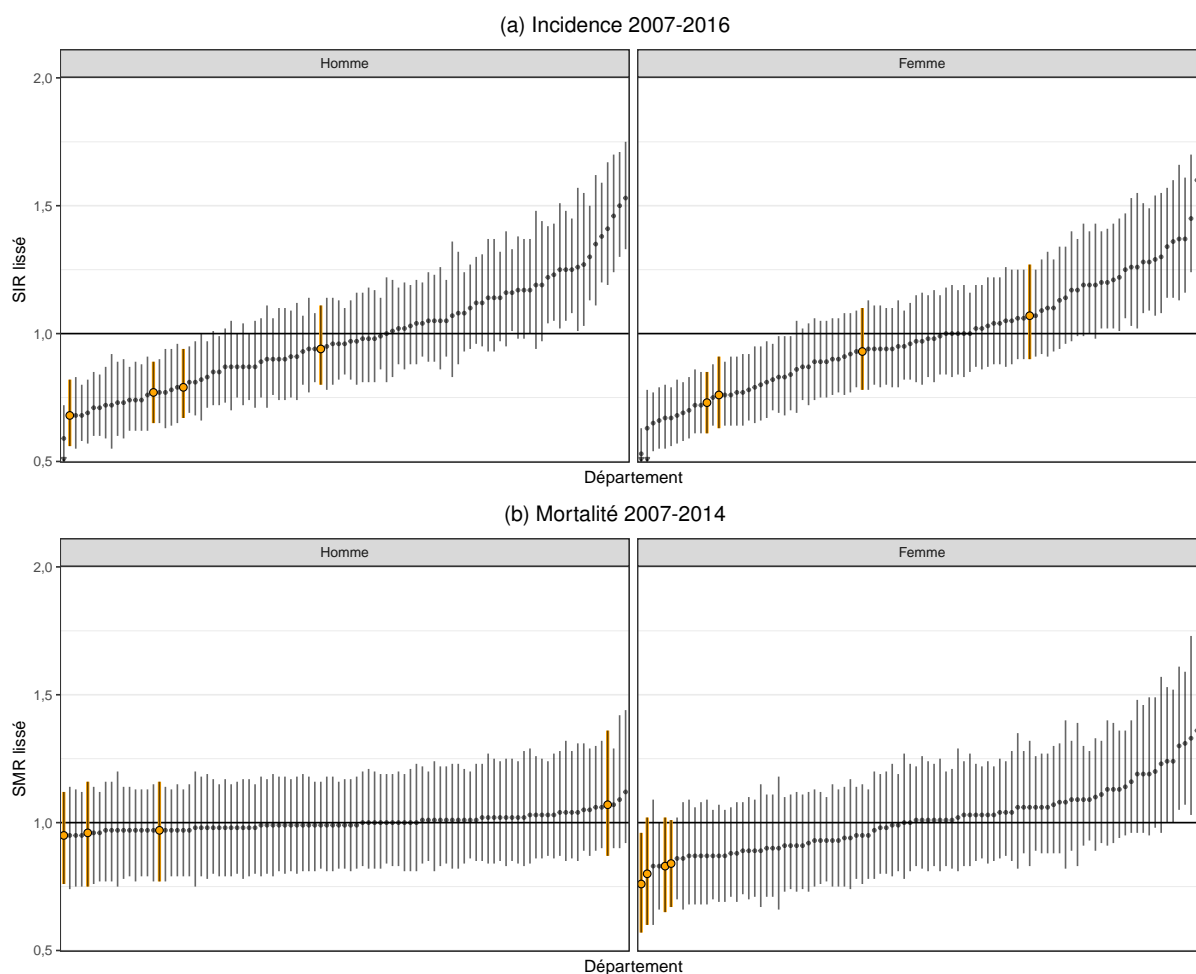 (a) Incidence 2007-2016
Homme
Femme
2,0
1,5
1,0
0,5
SIR lissé
Département
(b) Mortalité 2007-2014
Homme
Femme
2,0
1,5
1,0
0,5
SMR lissé
Département